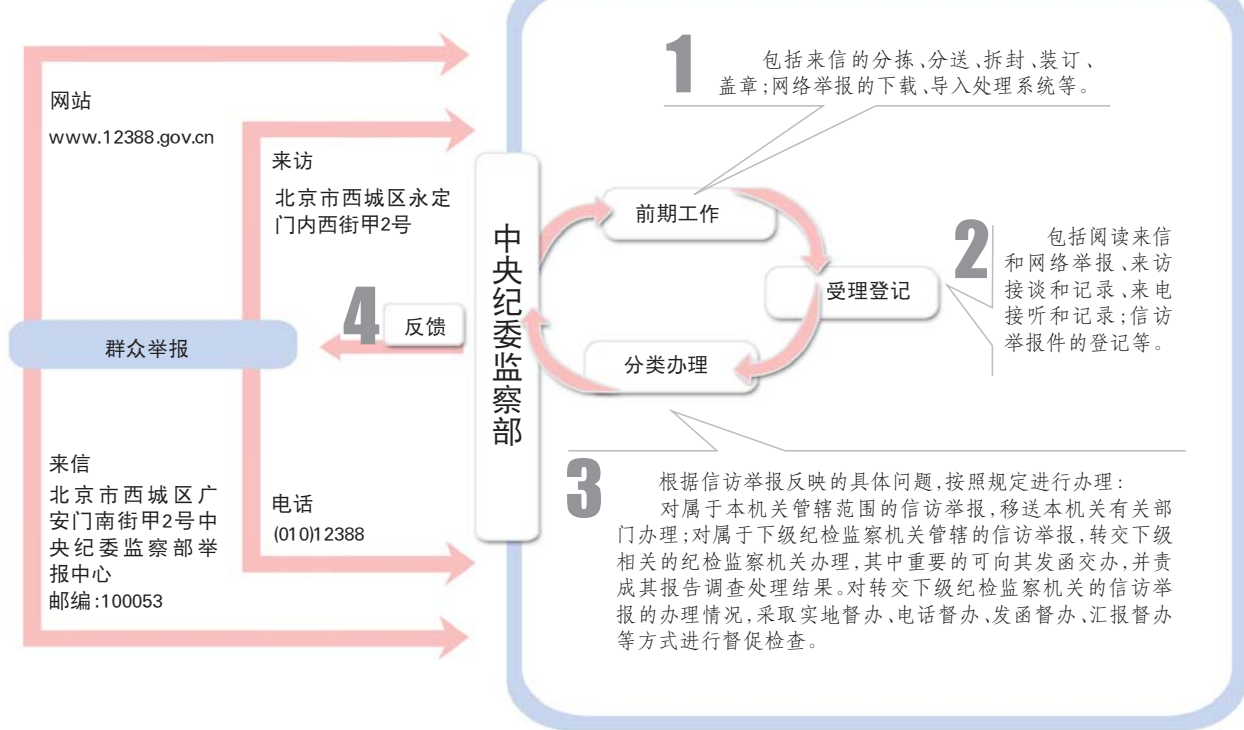 网站
www.12388.gov.cn
来访
北京市西城区永定
门内西街甲2号
群众举报
4
反馈
来信
北京市西城区广
安门南街甲2号中
央纪委监察部举
报中心
邮编:100053
电话
(010)12388
中央纪委监察部
1
包括来信的分拣、分送、拆封、装订、
盖章;网络举报的下载、导入处理系统等。
前期工作
受理登记
分类办理
2
包括阅读来信
和网络举报、来访
接谈和记录、来电
接听和记录;信访
举报件的登记等。
3
根据信访举报反映的具体问题,按照规定进行办理:
对属于本机关管辖范围的信访举报,移送本机关有关部
门办理;对属于下级纪检监察机关管辖的信访举报,转交下级
相关的纪检监察机关办理,其中重要的可向其发函交办,并责
成其报告调查处理结果。对转交下级纪检监察机关的信访举
报的办理情况,采取实地督办、电话督办、发函督办、汇报督办
等方式进行督促检查。